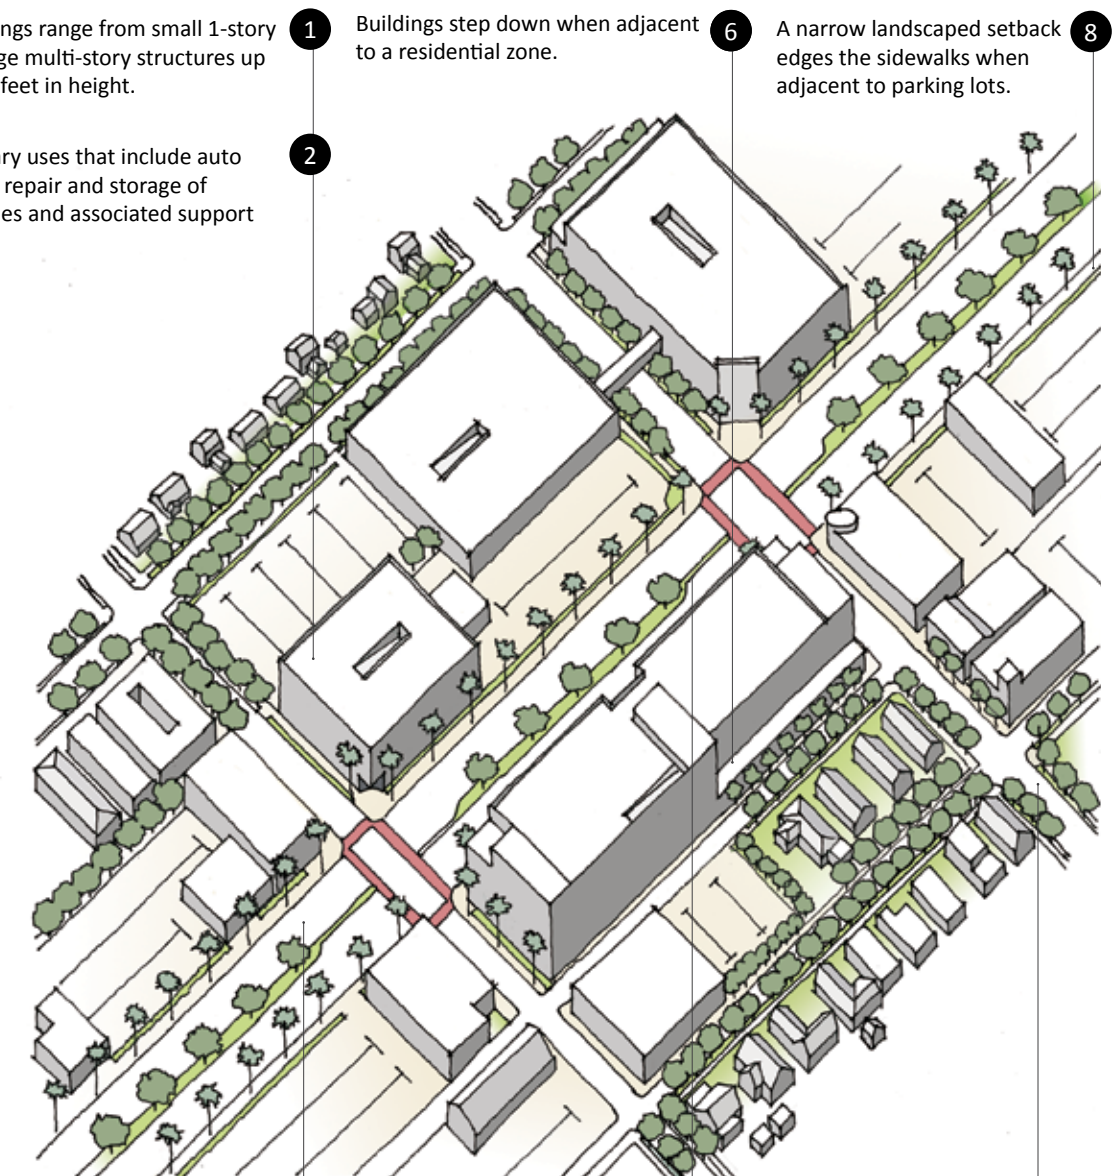 ings range from small 1-story
ge multi-story structures up
feet in height.
1
ary uses that include auto
repair and storage of
es and associated support
2
Buildings step down when adjacent
to a residential zone.
6
A narrow landscaped setback
edges the sidewalks when
adjacent to parking lots.
8